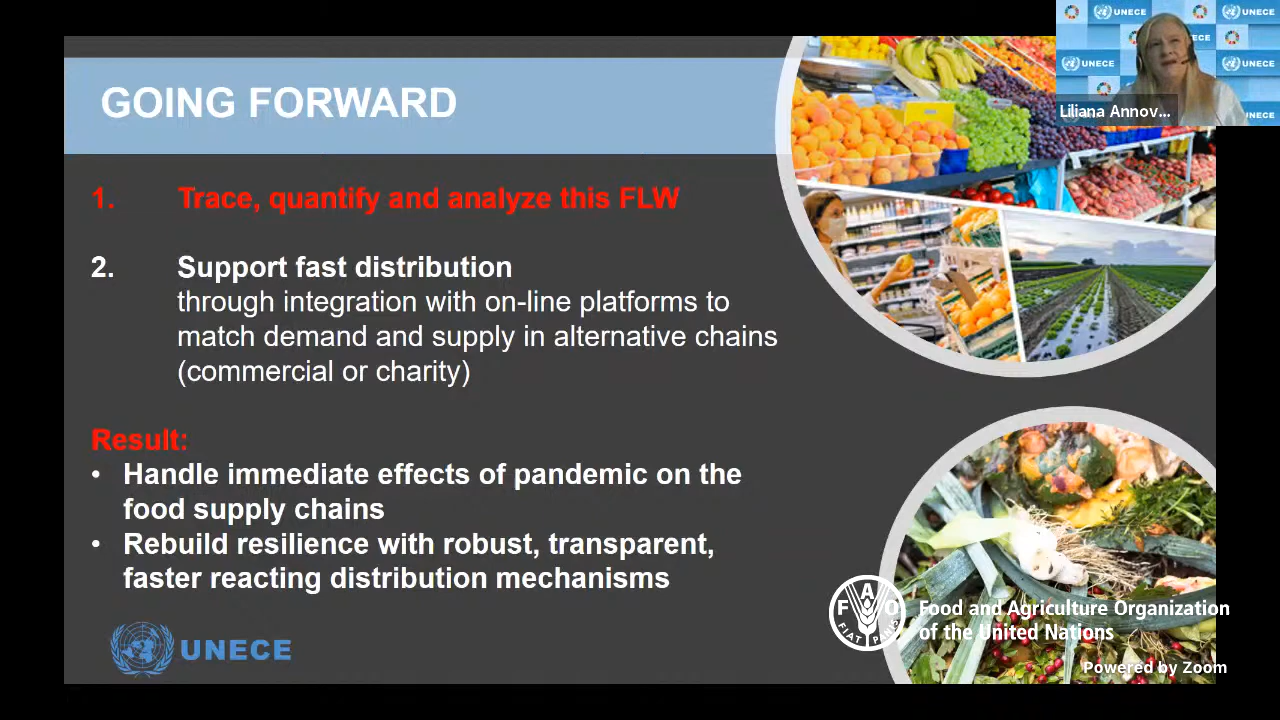 GOING FORWARD
1. Trace, quantify and analyze this FLW
2. Support fast distribution
through integration with on-line platforms to
match demand and supply in alternative chains
(commercial or charity)
Result:
• Handle immediate effects of pandemic on the
food supply chains
• Rebuild resilience with robust, transparent,
faster reacting distribution mechanisms
UNECE
UNECE
UNECE
ECE
UNECE
UNECE
UNECE
ECE
Liliana Annov...
F A O
FIAT PANIS
Food and Agriculture Organization
of the United Nations
Powered by Zoom